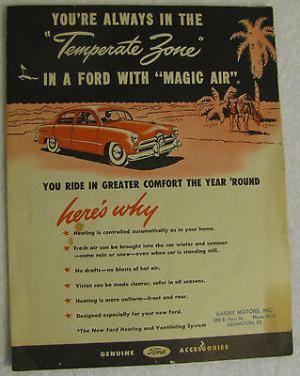 YOU'RE ALWAYS IN THE
"Temperate Zone"
IN A FORD WITH "MAGIC AIR"*
YOU RIDE IN GREATER COMFORT THE YEAR 'ROUND
here's why
★ Heating is controlled automatically as in your home.
★ Fresh air can be brought into the car winter and summer
—come rain or snow—even when car is standing still.
★ No drafts—no blasts of hot air.
★ Vision can be made clearer, safer in all seasons.
★ Heating is more uniform—front and rear.
★ Designed especially for your new Ford.
*The New Ford Heating and Ventilating System
GAIDRY MOTORS, INC.
LEXINGTON, KY.
GENUINE Ford ACCESSORIES